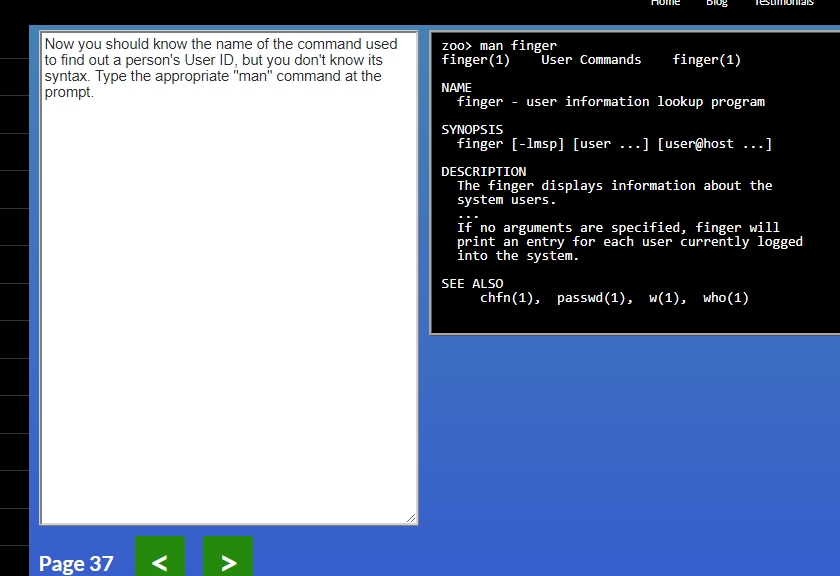 Home Blog Testimonials
Now you should know the name of the command used
to find out a person's User ID, but you don't know its
syntax. Type the appropriate "man" command at the
prompt.
zoo> man finger
finger(1) User Commands finger(1)
NAME
finger - user information lookup program
SYNOPSIS
finger [-lmsp] [user ...] [user@host ...]
DESCRIPTION
The finger displays information about the
system users.
...
If no arguments are specified, finger will
print an entry for each user currently logged
into the system.
SEE ALSO
chfn(1), passwd(1), w(1), who(1)
Page 37 < >